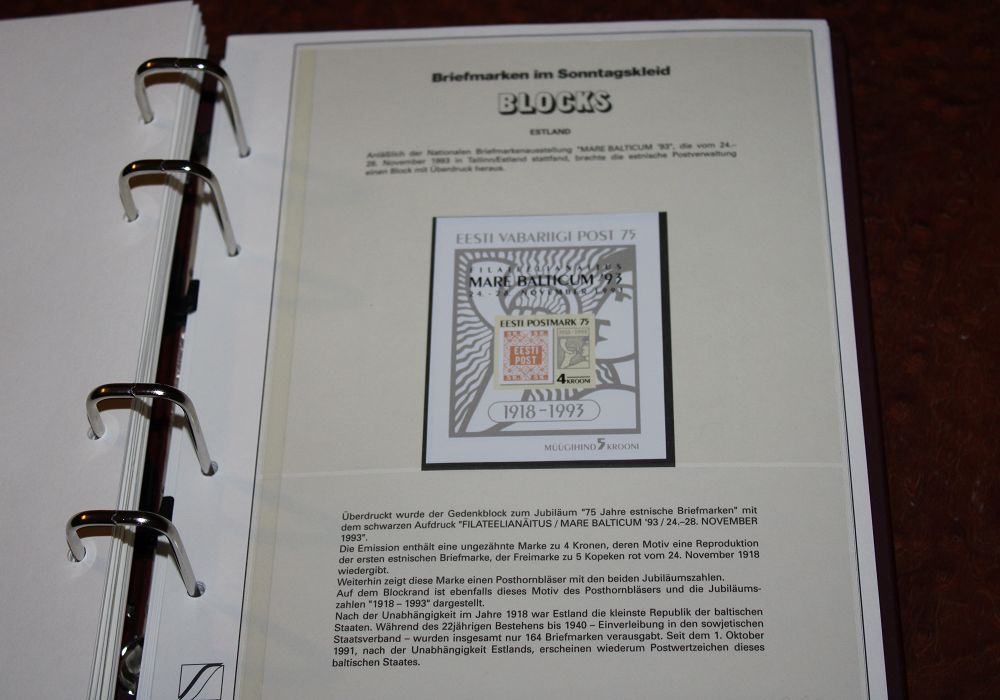 Briefmarken im Sonntagskleid
BLOCKS
ESTLAND
Anläßlich der Nationalen Briefmarkenausstellung "MARE BALTICUM '93", die vom 24.–
28. November 1993 in Tallinn/Estland stattfand, brachte die estnische Postverwaltung
einen Block mit Überdruck heraus.
EESTI VABARIIGI POST 75
FILATEELIANÄITUS
MARE BALTICUM '93
24.-28. NOVEMBER 1993
EESTI POSTMARK 75
1918-1993
EESTI
POST
5K. 5K.
4 KROONI
1918-1993
MÜÜGIHIND 5 KROONI
Überdruckt wurde der Gedenkblock zum Jubiläum "75 Jahre estnische Briefmarken" mit
dem schwarzen Aufdruck "FILATEELIANÄITUS / MARE BALTICUM '93 / 24.–28. NOVEMBER
1993".
Die Emission enthält eine ungezähnte Marke zu 4 Kronen, deren Motiv eine Reproduktion
der ersten estnischen Briefmarke, der Freimarke zu 5 Kopeken rot vom 24. November 1918
wiedergibt.
Weiterhin zeigt diese Marke einen Posthornbläser mit den beiden Jubiläumszahlen.
Auf dem Blockrand ist ebenfalls dieses Motiv des Posthornbläsers und die Jubiläums-
zahlen "1918 – 1993" dargestellt.
Nach der Unabhängigkeit im Jahre 1918 war Estland die kleinste Republik der baltischen
Staaten. Während des 22jährigen Bestehens bis 1940 – Einverleibung in den sowjetischen
Staatsverband – wurden insgesamt nur 164 Briefmarken verausgabt. Seit dem 1. Oktober
1991, nach der Unabhängigkeit Estlands, erscheinen wiederum Postwertzeichen dieses
baltischen Staates.